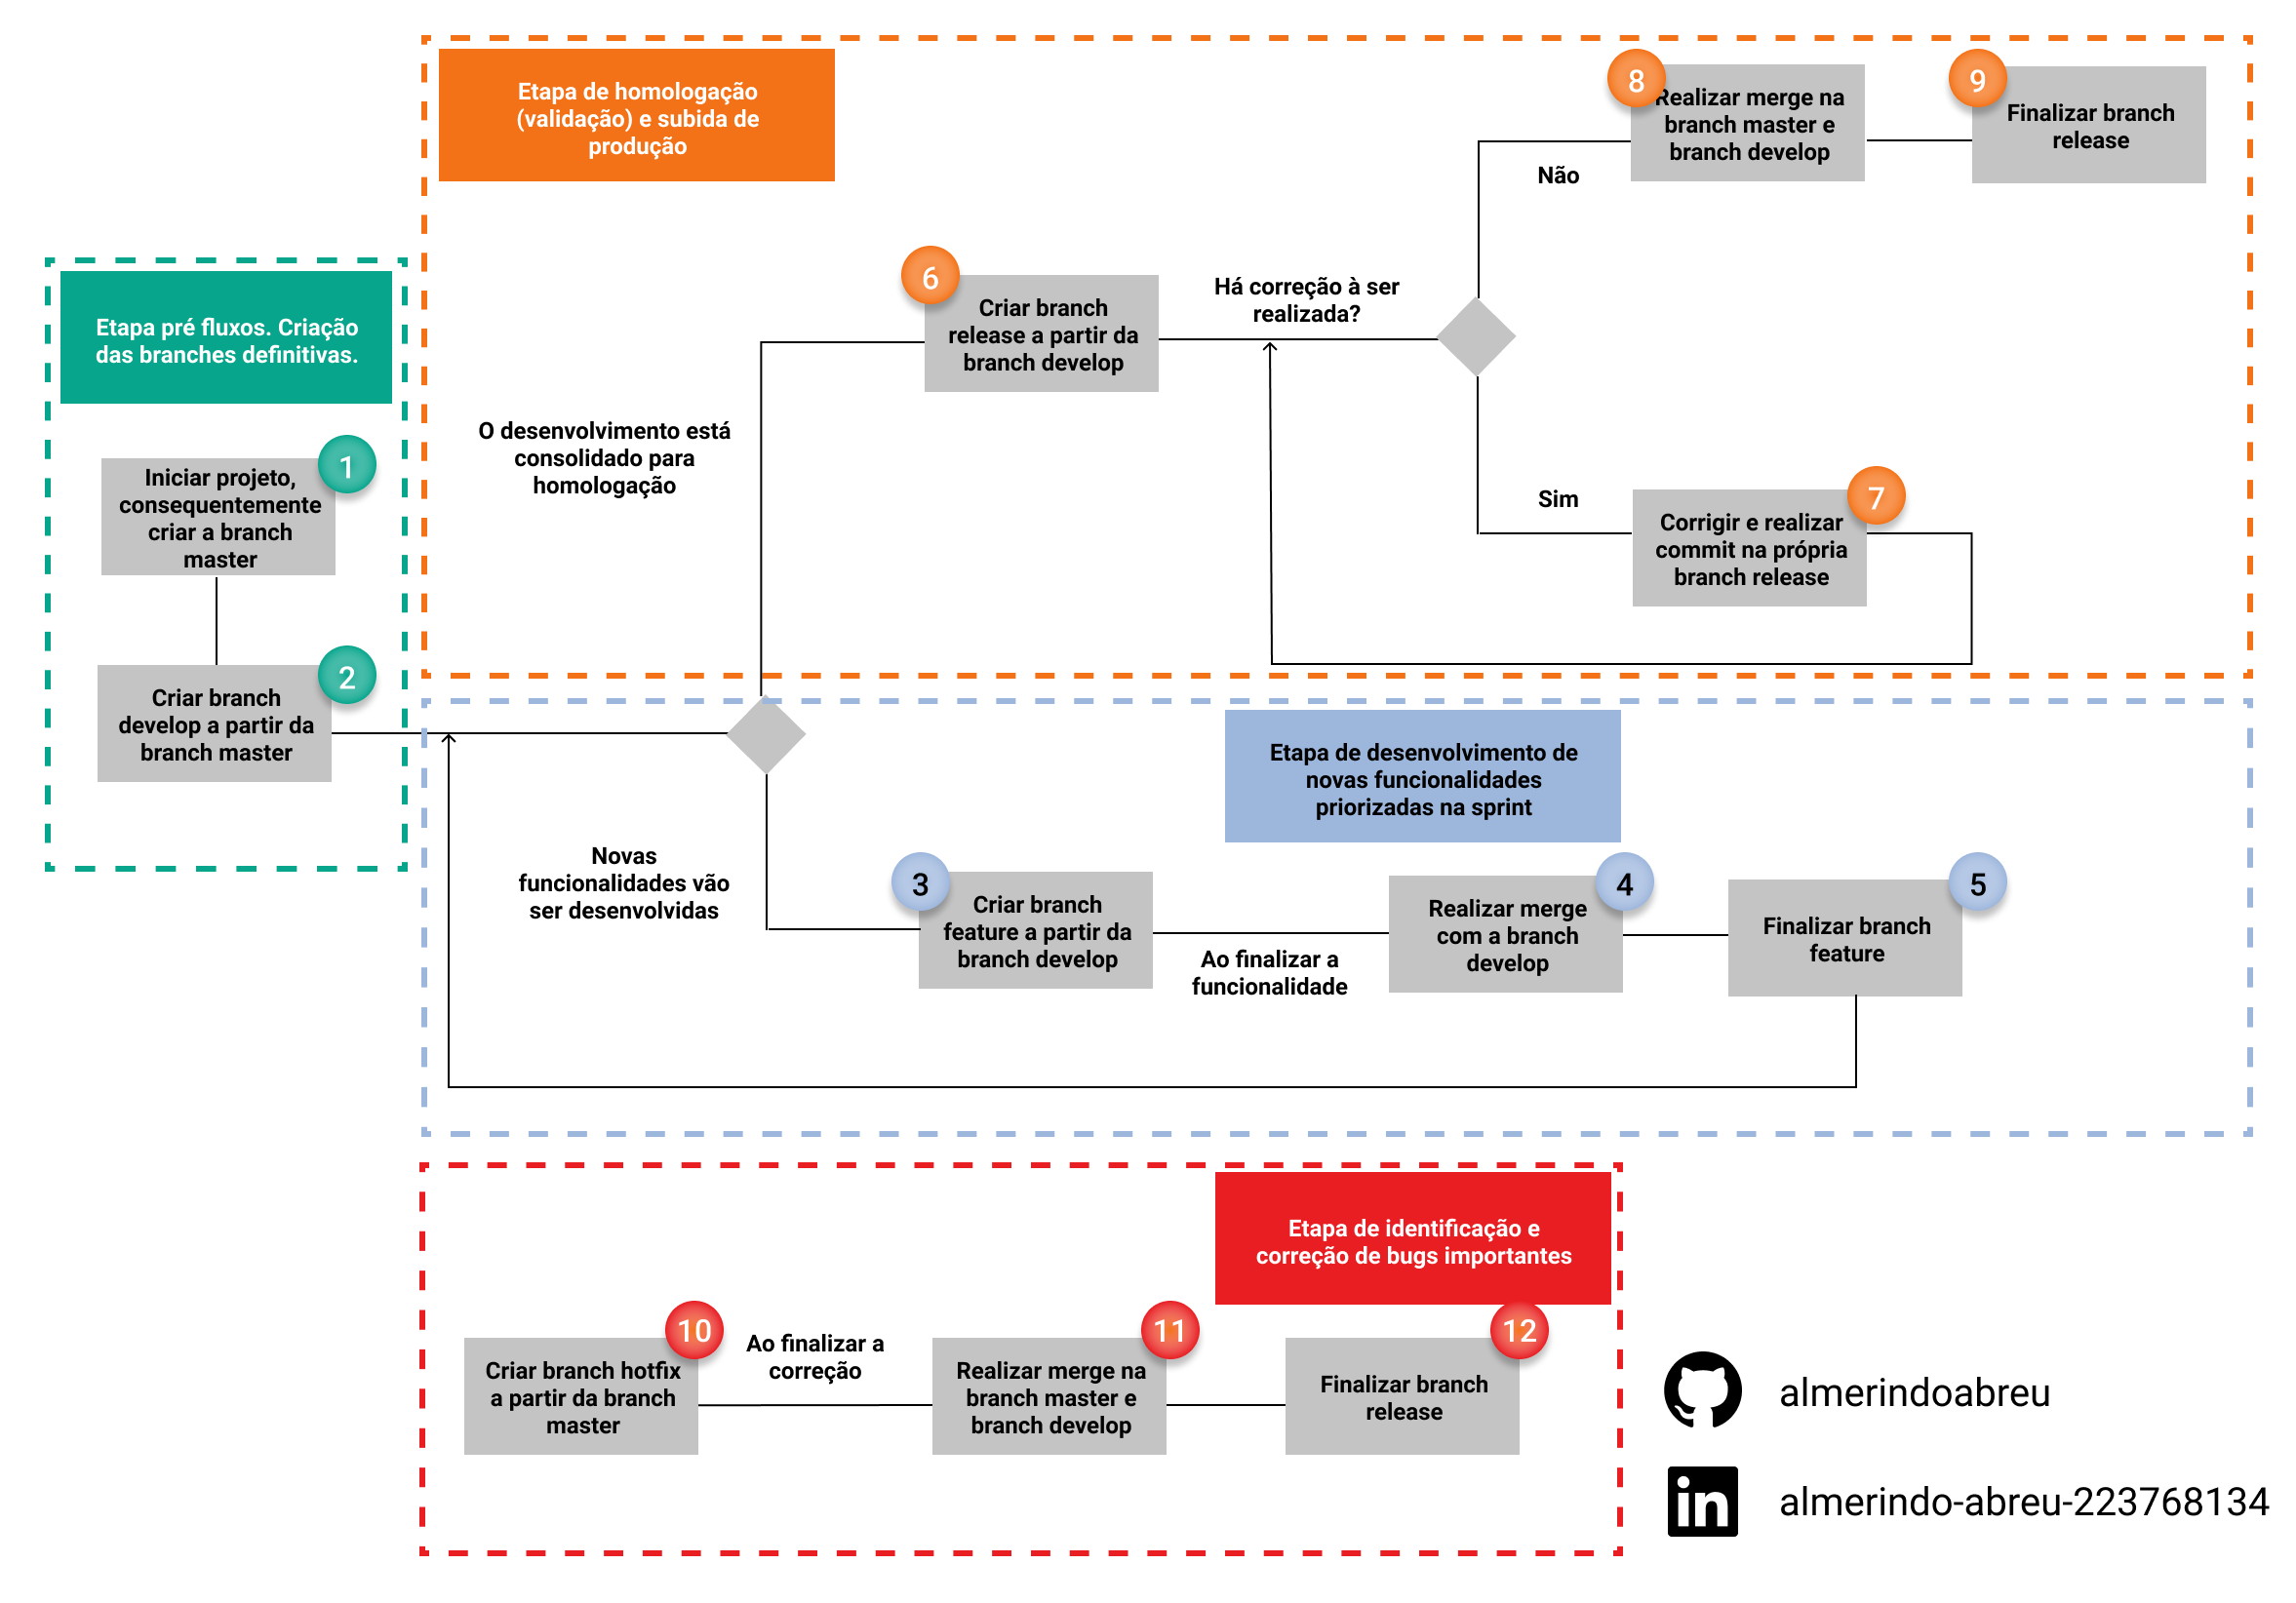 Etapa de homologação
(validação) e subida de
produção
8
Realizar merge na
branch master e
branch develop
9
Finalizar branch
release
Não
6
Criar branch
release a partir da
branch develop
Há correção à ser
realizada?
Etapa pré fluxos. Criação
das branches definitivas.
O desenvolvimento está
consolidado para
homologação
1
Iniciar projeto,
consequentemente
criar a branch
master
Sim
7
Corrigir e realizar
commit na própria
branch release
2
Criar branch
develop a partir da
branch master
Etapa de desenvolvimento de
novas funcionalidades
priorizadas na sprint
Novas
funcionalidades vão
ser desenvolvidas
3
Criar branch
feature a partir da
branch develop
Ao finalizar a
funcionalidade
4
Realizar merge
com a branch
develop
5
Finalizar branch
feature
Etapa de identificação e
correção de bugs importantes
10
Criar branch hotfix
a partir da branch
master
Ao finalizar a
correção
11
Realizar merge na
branch master e
branch develop
12
Finalizar branch
release
almerindoabreu
in
almerindo-abreu-223768134